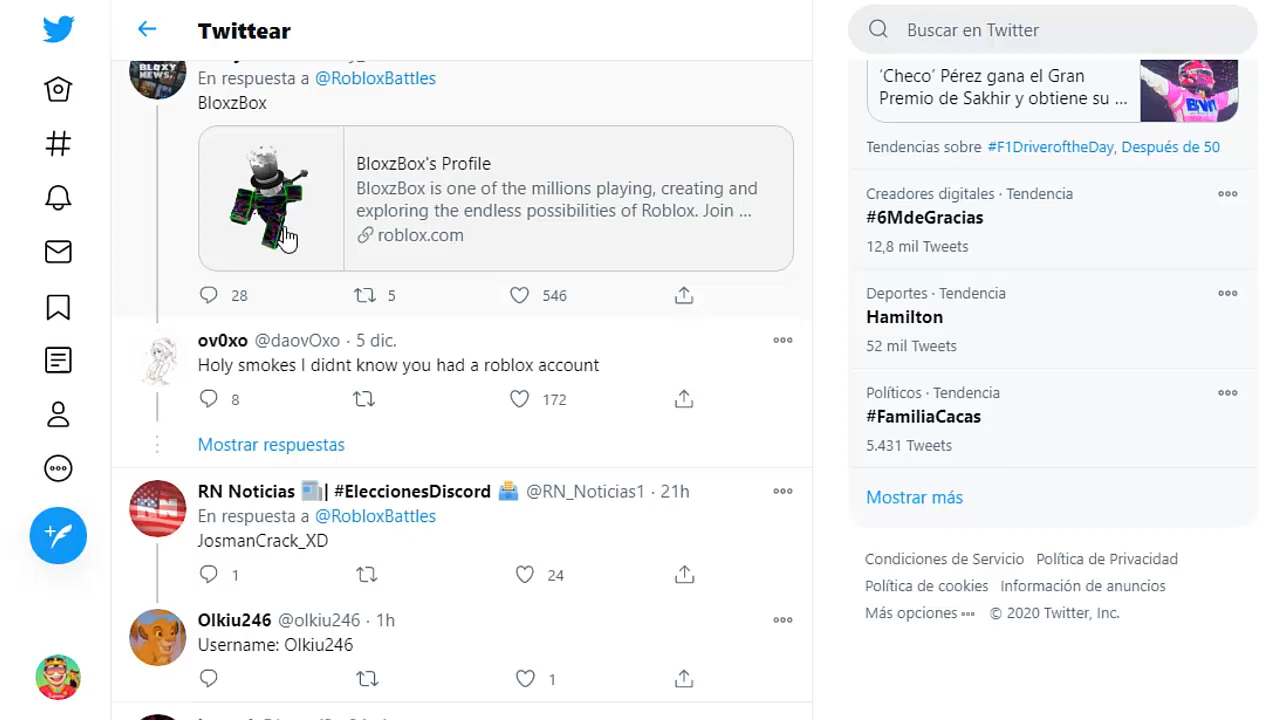 Twittear
BLOXY
NEWS.
En respuesta a @RobloxBattles
BloxzBox
BloxzBox's Profile
BloxzBox is one of the millions playing, creating and
exploring the endless possibilities of Roblox. Join ...
roblox.com
28 5 546
ov0xo @daovOxo · 5 dic.
Holy smokes I didnt know you had a roblox account
8 172
Mostrar respuestas
RN
RN Noticias 📰| #EleccionesDiscord 🗳️ @RN_Noticias1 · 21h
En respuesta a @RobloxBattles
JosmanCrack_XD
1 24
Olkiu246 @olkiu246 · 1h
Username: Olkiu246
1
Buscar en Twitter
‘Checo’ Pérez gana el Gran
Premio de Sakhir y obtiene su ...
Tendencias sobre #F1DriveroftheDay, Después de 50
Creadores digitales · Tendencia
#6MdeGracias
12,8 mil Tweets
Deportes · Tendencia
Hamilton
52 mil Tweets
Políticos · Tendencia
#FamiliaCacas
5.431 Tweets
Mostrar más
Condiciones de Servicio Política de Privacidad
Política de cookies Información de anuncios
Más opciones ••• © 2020 Twitter, Inc.